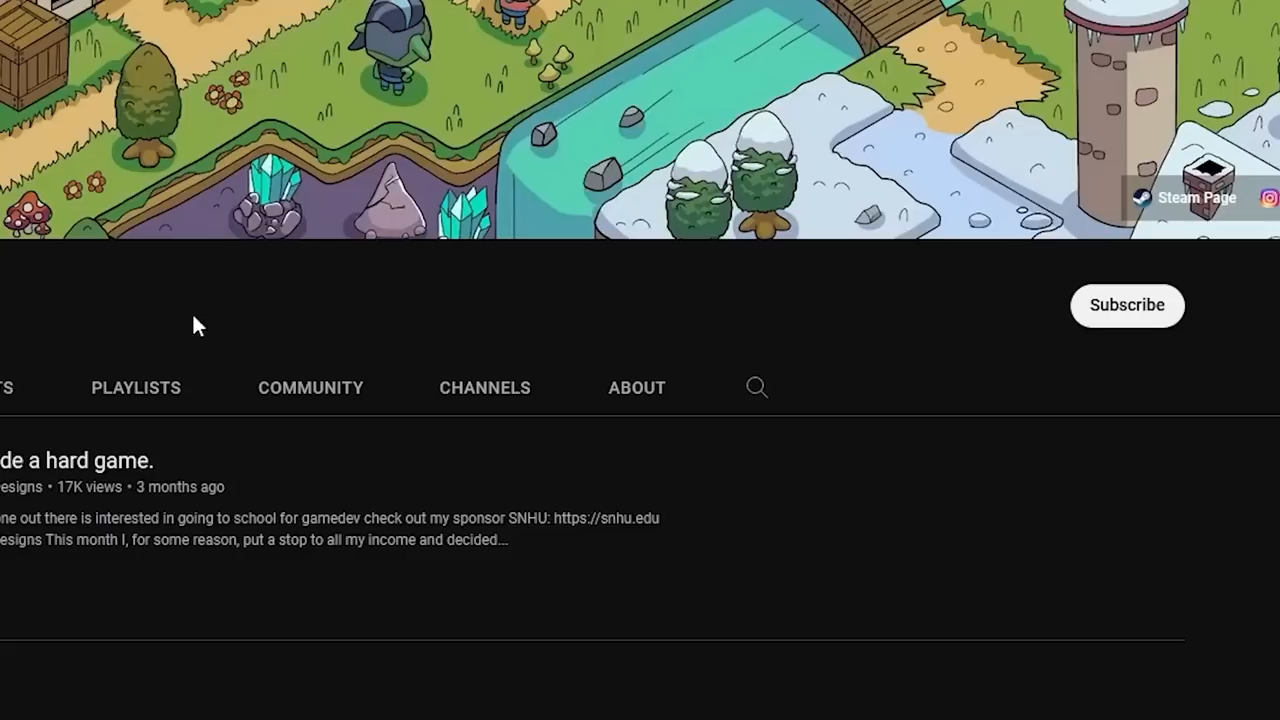 Steam Page
Subscribe
TS PLAYLISTS COMMUNITY CHANNELS ABOUT
de a hard game.
esigns • 17K views • 3 months ago
ne out there is interested in going to school for gamedev check out my sponsor SNHU: https://snhu.edu
esigns This month I, for some reason, put a stop to all my income and decided...